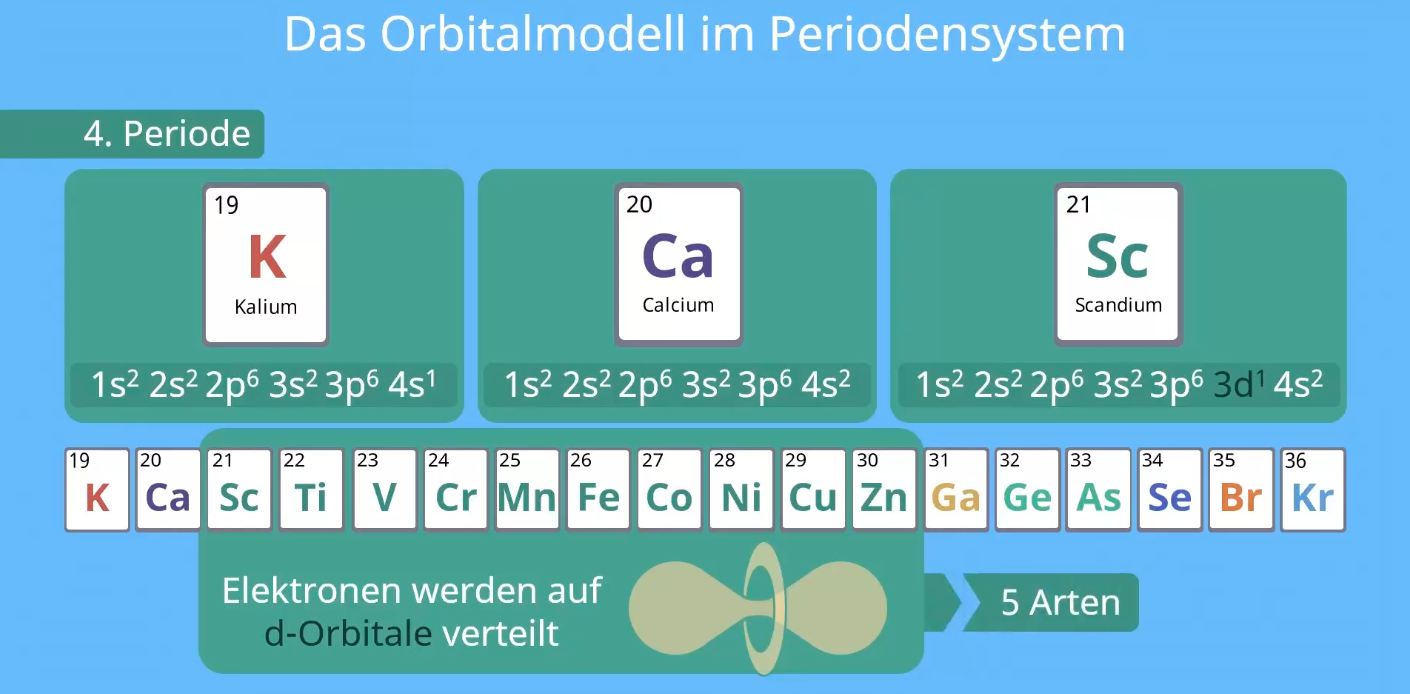 Das Orbitalmodell im Periodensystem
4. Periode
19
K
Kalium
1s² 2s² 2p⁶ 3s² 3p⁶ 4s¹
20
Ca
Calcium
1s² 2s² 2p⁶ 3s² 3p⁶ 4s²
21
Sc
Scandium
1s² 2s² 2p⁶ 3s² 3p⁶ 3d¹ 4s²
19 20 21 22 23 24 25 26 27 28 29 30 31 32 33 34 35 36
K Ca Sc Ti V Cr Mn Fe Co Ni Cu Zn Ga Ge As Se Br Kr
Elektronen werden auf
d-Orbitale verteilt
5 Arten